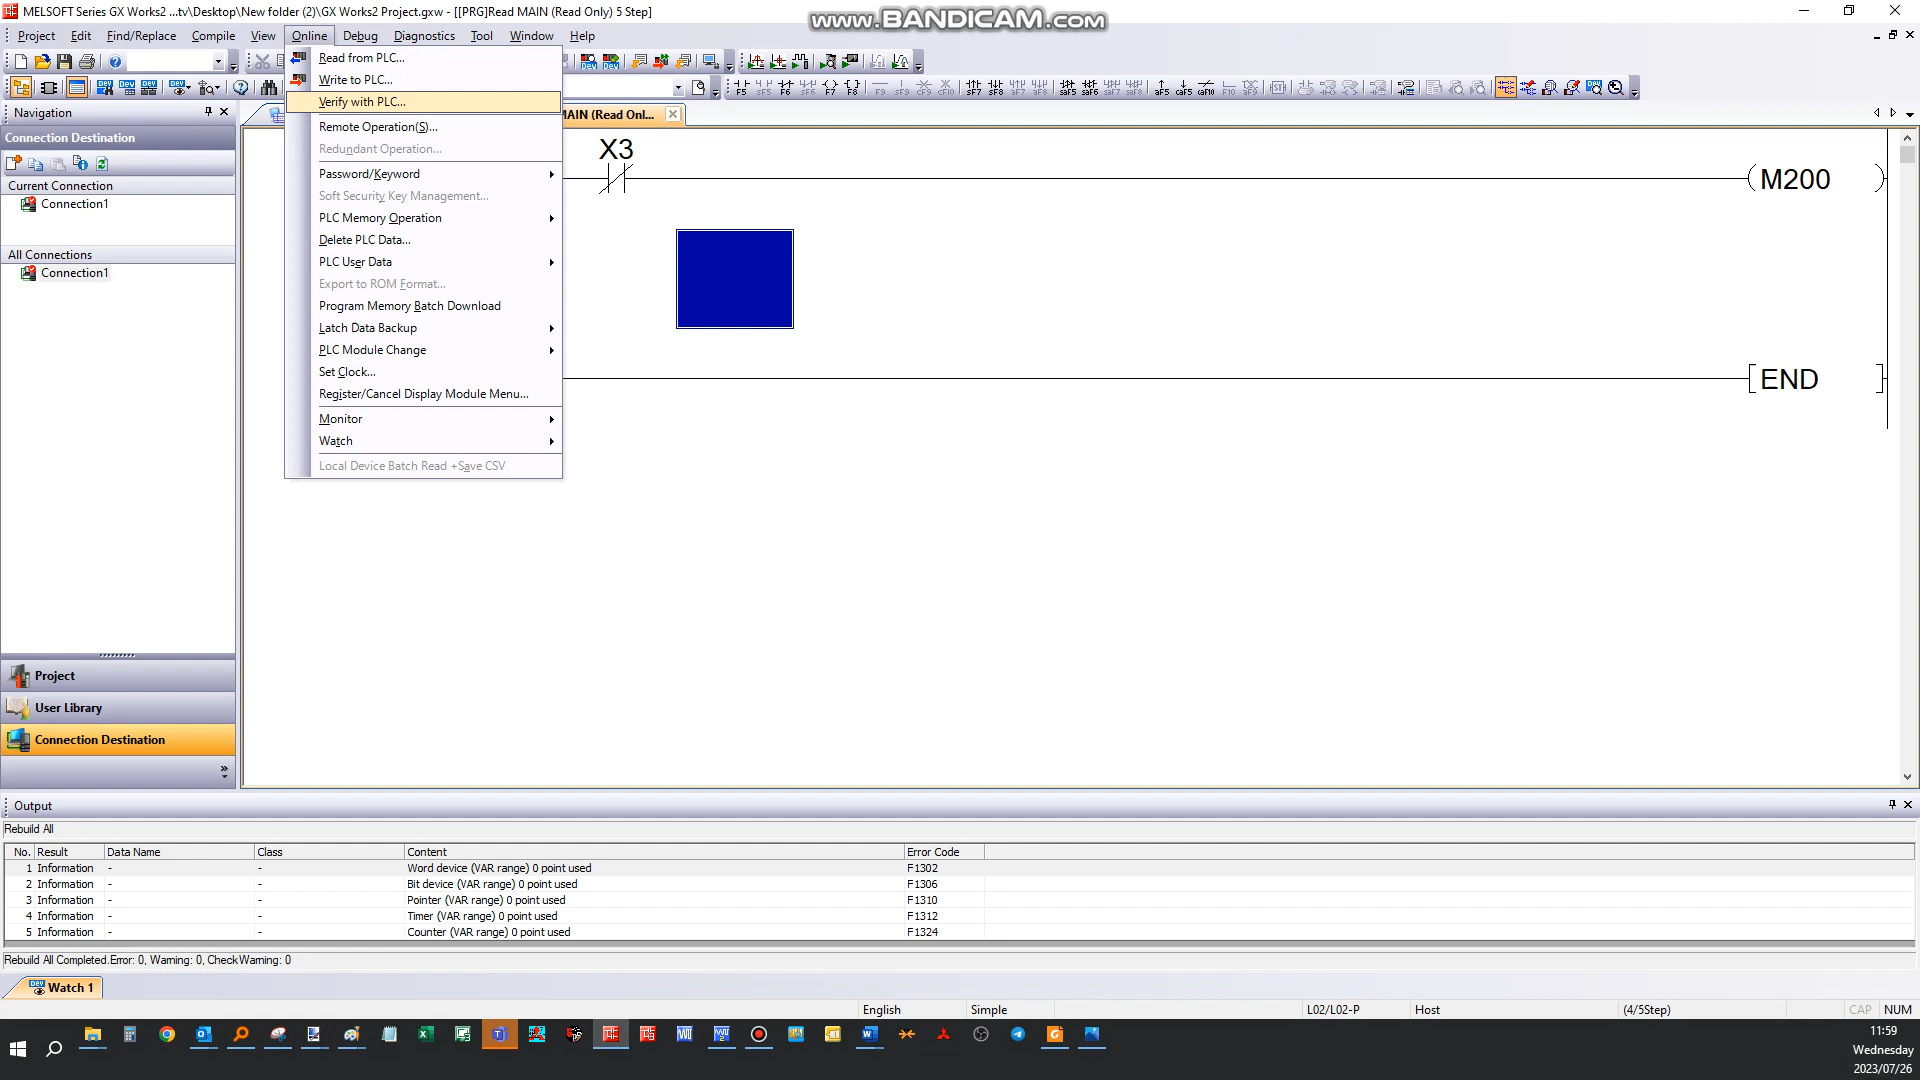 MELSOFT Series GX Works2 ...tv\Desktop\New folder (2)\GX Works2 Project.gxw - [[PRG]Read MAIN (Read Only) 5 Step]
www.BANDICAM.com
Project Edit Find/Replace Compile View Online Debug Diagnostics Tool Window Help
Read from PLC...
Write to PLC...
Verify with PLC...
Remote Operation(S)...
Redundant Operation...
Password/Keyword
Soft Security Key Management...
PLC Memory Operation
Delete PLC Data...
PLC User Data
Export to ROM Format...
Program Memory Batch Download
Latch Data Backup
PLC Module Change
Set Clock...
Register/Cancel Display Module Menu...
Monitor
Watch
Local Device Batch Read +Save CSV
Navigation
Connection Destination
Current Connection
Connection1
All Connections
Connection1
Project
User Library
Connection Destination
MAIN (Read Onl...
X3
M200
END
Output
Rebuild All
No. Result Data Name Class Content Error Code
1 Information - - Word device (VAR range) 0 point used F1302
2 Information - - Bit device (VAR range) 0 point used F1306
3 Information - - Pointer (VAR range) 0 point used F1310
4 Information - - Timer (VAR range) 0 point used F1312
5 Information - - Counter (VAR range) 0 point used F1324
Rebuild All Completed.Error: 0, Warning: 0, CheckWarning: 0
Watch 1
English Simple L02/L02-P Host (4/5Step) CAP NUM
11:59
Wednesday
2023/07/26